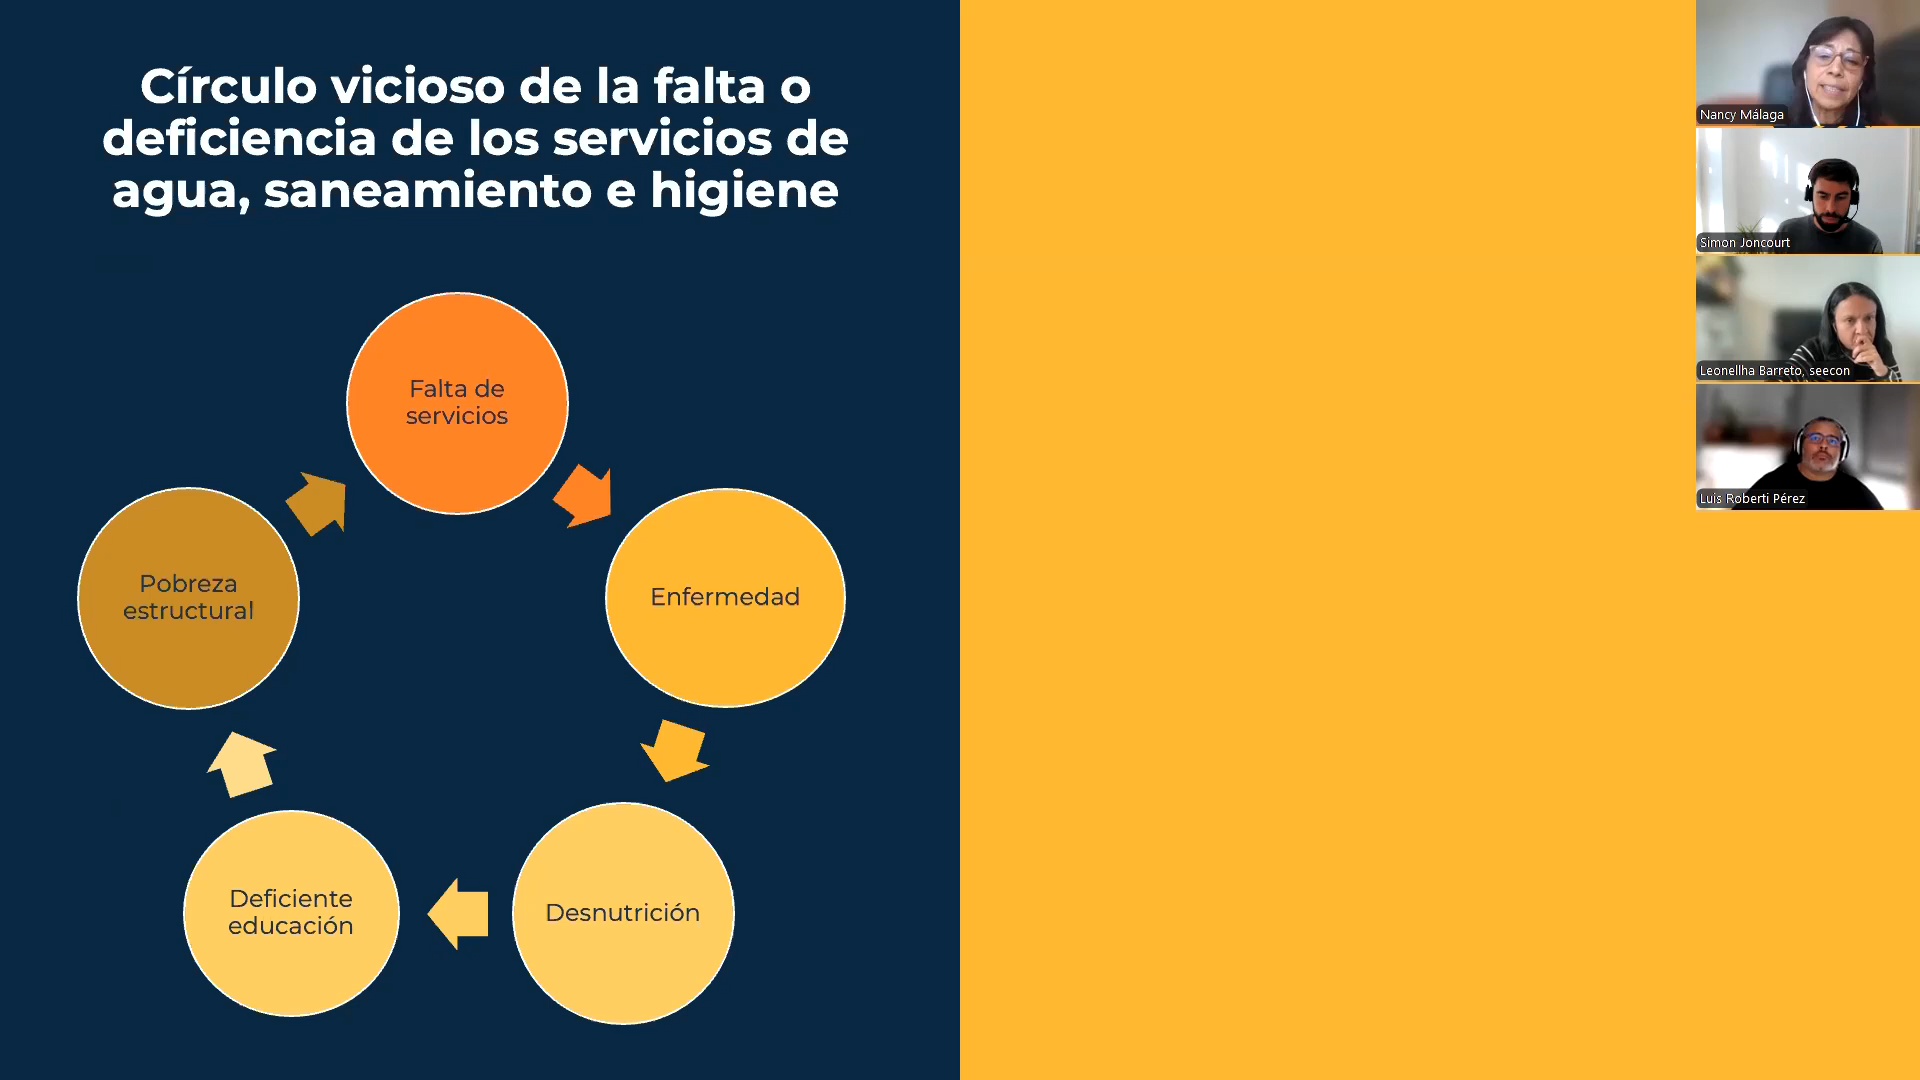 Círculo vicioso de la falta o
deficiencia de los servicios de
agua, saneamiento e higiene
Falta de
servicios
Enfermedad
Desnutrición
Deficiente
educación
Pobreza
estructural
Nancy Málaga
Simon Joncourt
Leonellha Barreto, seecon
Luis Roberti Pérez